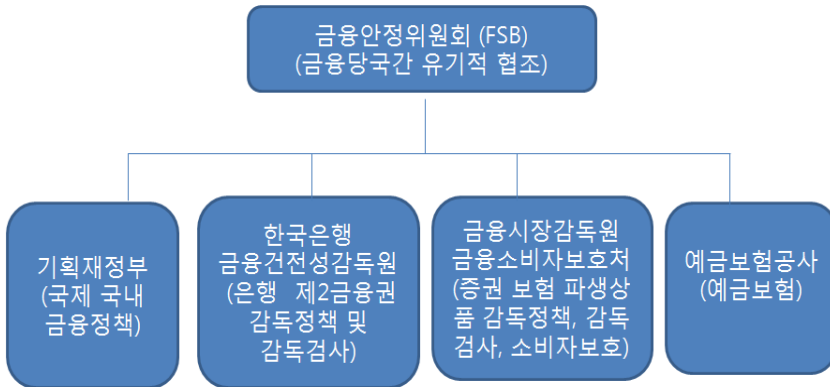 금융안정위원회 (FSB)
(금융당국간 유기적 협조)
기획재정부
(국제 국내
금융정책)
한국은행
금융건전성감독원
(은행 제2금융권
감독정책 및
감독검사)
금융시장감독원
금융소비자보호처
(증권 보험 파생상
품 감독정책, 감독
검사, 소비자보호)
예금보험공사
(예금보험)